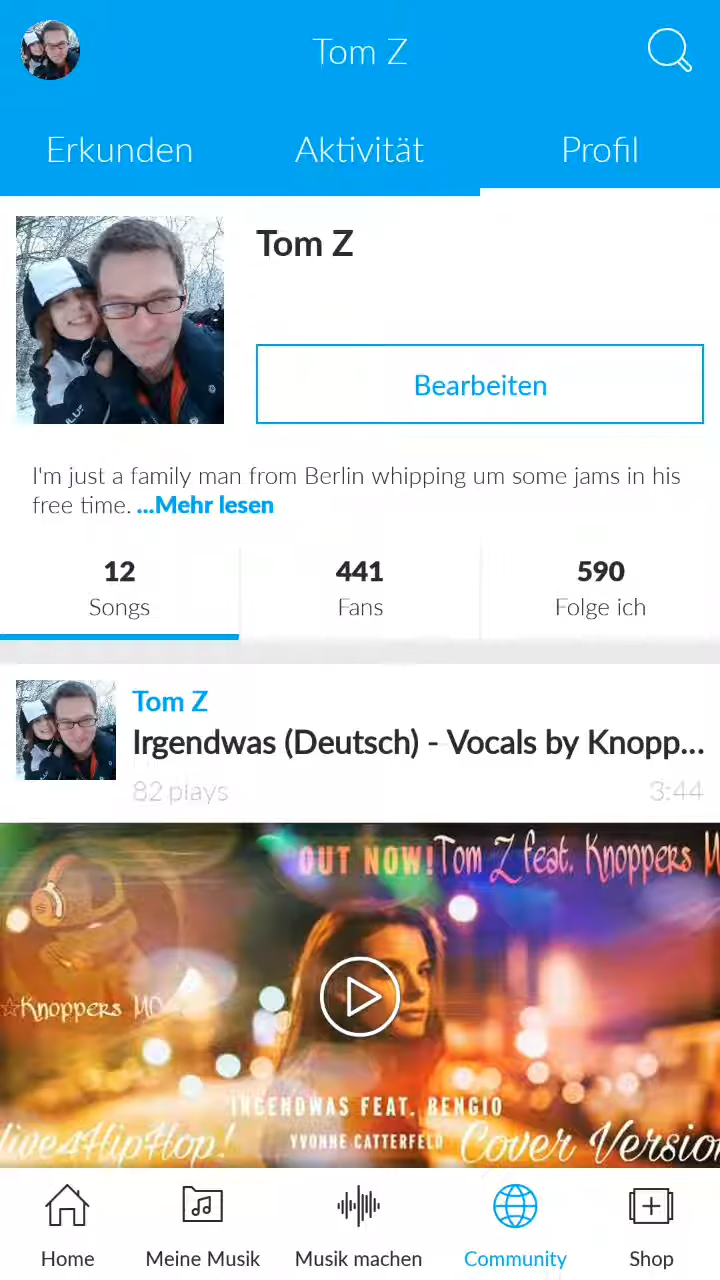 Tom Z
Erkunden
Aktivität
Profil
Tom Z
Bearbeiten
I'm just a family man from Berlin whipping um some jams in his
free time. ...Mehr lesen
12
Songs
441
Fans
590
Folge ich
Tom Z
Irgendwas (Deutsch) - Vocals by Knopp...
82 plays
3:44
OUT NOW! Tom Z feat. Knoppers M
☆Knoppers MC
IRGENDWAS FEAT. BENGIO
YVONNE CATTERFELD
live4HipHop!
Cover Version
Home
Meine Musik
Musik machen
Community
Shop